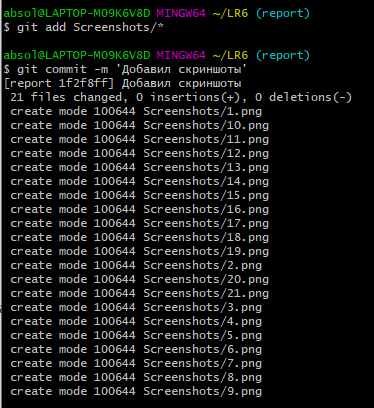 absol@LAPTOP-MO9K6V8D MINGW64 ~/LR6 (report)
$ git add Screenshots/*
absol@LAPTOP-MO9K6V8D MINGW64 ~/LR6 (report)
$ git commit -m 'Добавил скриншоты'
[report 1f2f8ff] Добавил скриншоты
21 files changed, 0 insertions(+), 0 deletions(-)
create mode 100644 Screenshots/1.png
create mode 100644 Screenshots/10.png
create mode 100644 Screenshots/11.png
create mode 100644 Screenshots/12.png
create mode 100644 Screenshots/13.png
create mode 100644 Screenshots/14.png
create mode 100644 Screenshots/15.png
create mode 100644 Screenshots/16.png
create mode 100644 Screenshots/17.png
create mode 100644 Screenshots/18.png
create mode 100644 Screenshots/19.png
create mode 100644 Screenshots/2.png
create mode 100644 Screenshots/20.png
create mode 100644 Screenshots/21.png
create mode 100644 Screenshots/3.png
create mode 100644 Screenshots/4.png
create mode 100644 Screenshots/5.png
create mode 100644 Screenshots/6.png
create mode 100644 Screenshots/7.png
create mode 100644 Screenshots/8.png
create mode 100644 Screenshots/9.png